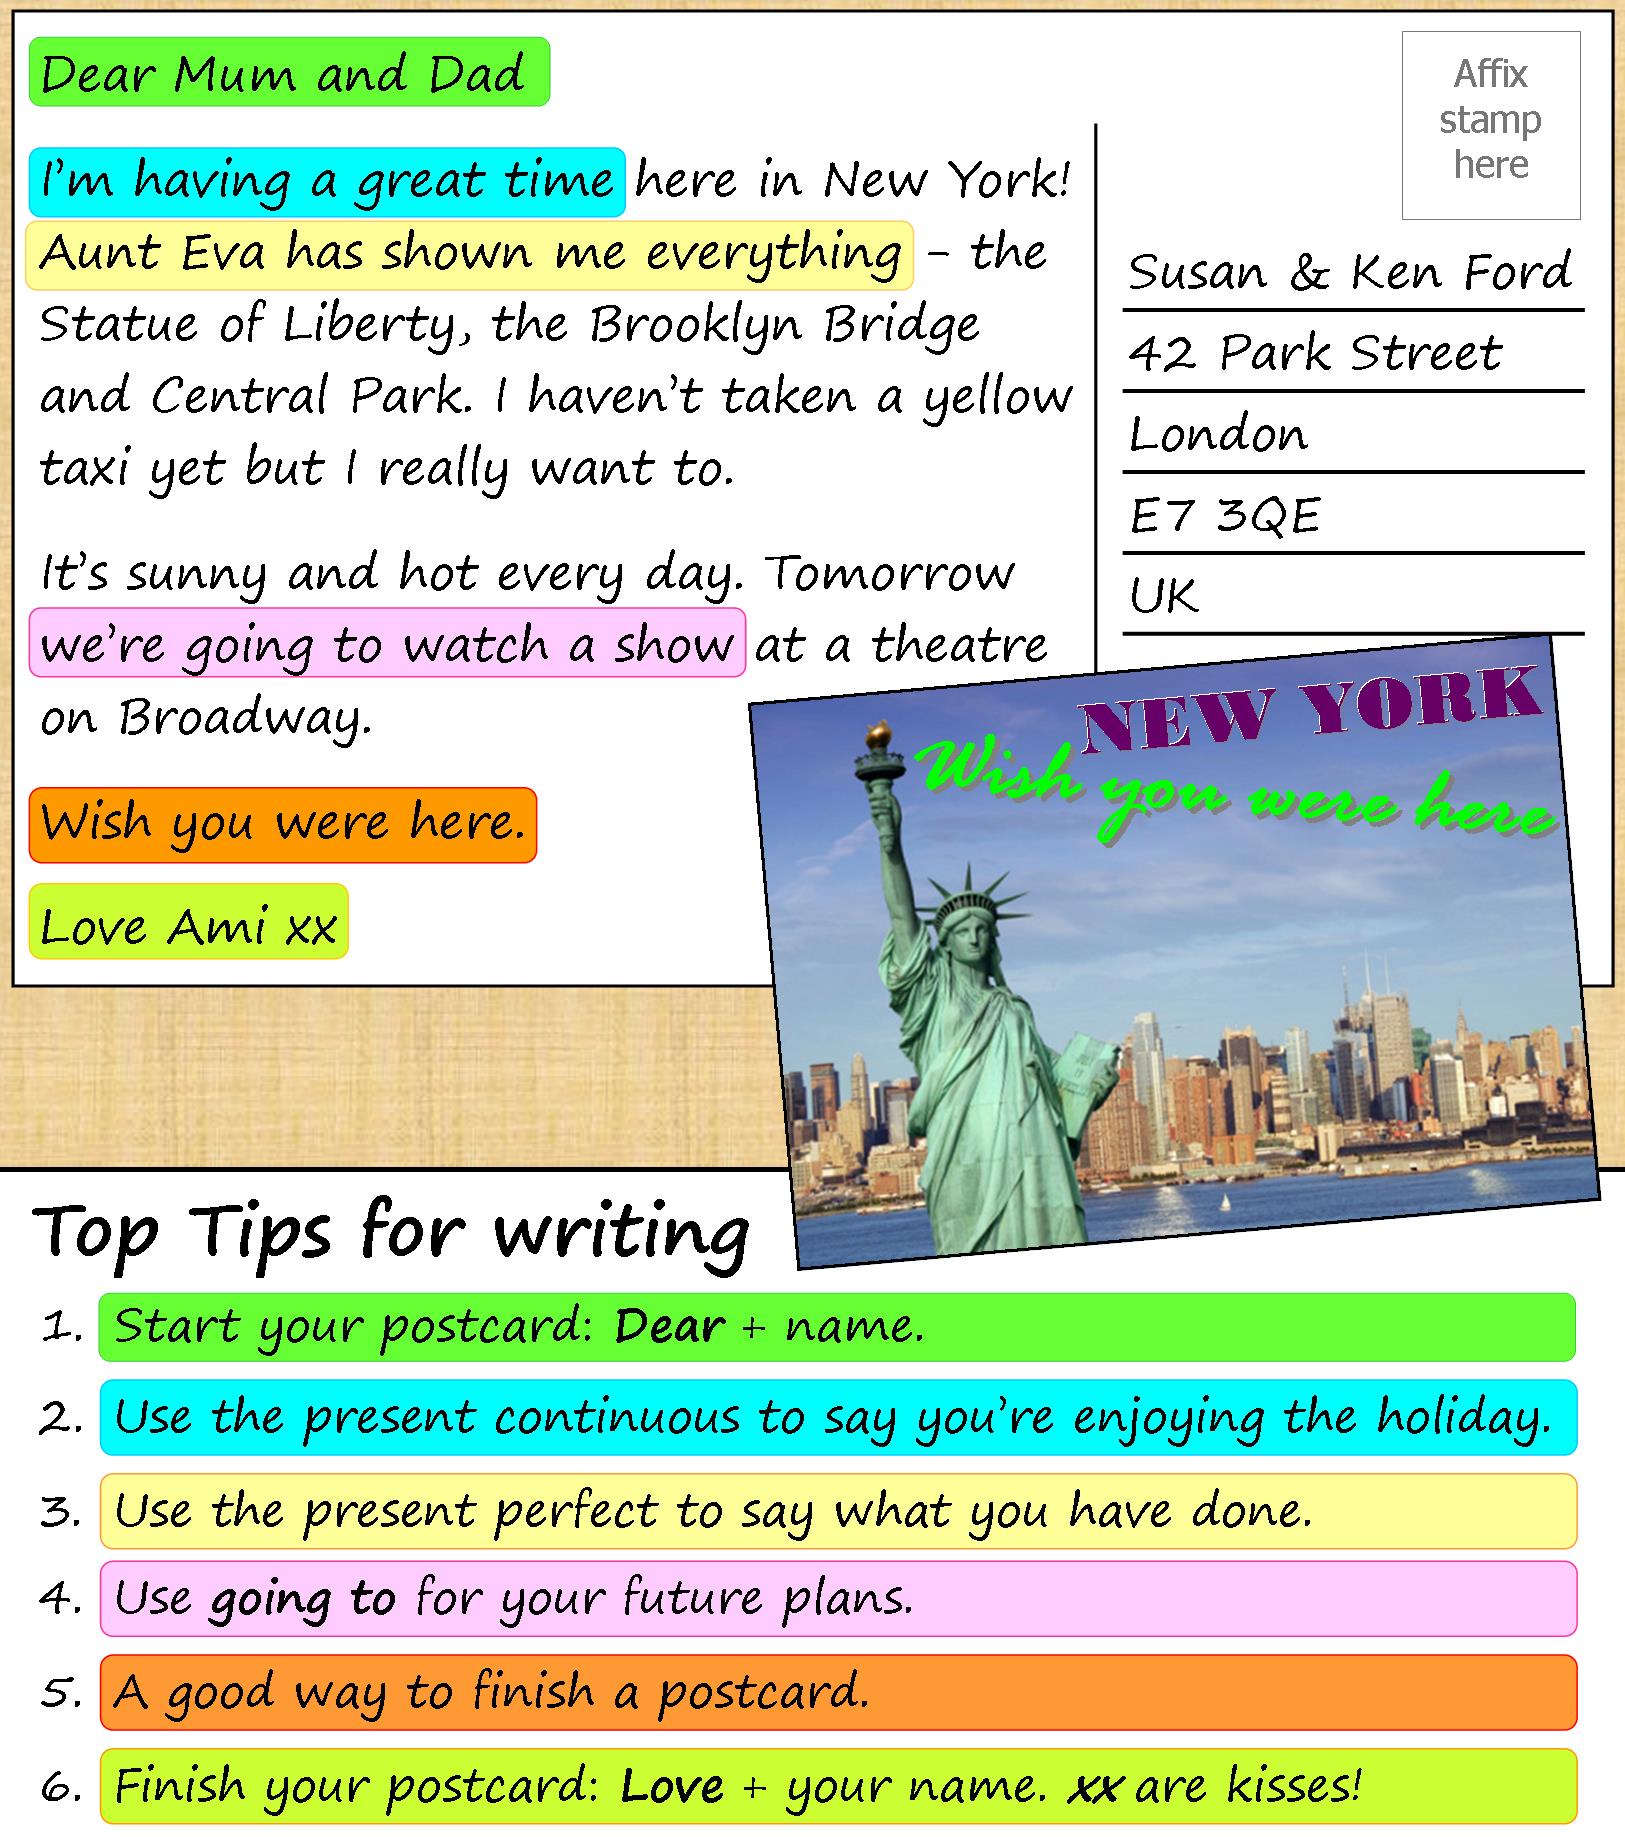 Dear Mum and Dad
I'm having a great time here in New York!
Aunt Eva has shown me everything – the
Statue of Liberty, the Brooklyn Bridge
and Central Park. I haven't taken a yellow
taxi yet but I really want to.
It's sunny and hot every day. Tomorrow
we're going to watch a show at a theatre
on Broadway.
Wish you were here.
Love Ami xx
Affix
stamp
here
Susan & Ken Ford
42 Park Street
London
E7 3QE
UK
NEW YORK
Wish you were here
Top Tips for writing
1. Start your postcard: Dear + name.
2. Use the present continuous to say you're enjoying the holiday.
3. Use the present perfect to say what you have done.
4. Use going to for your future plans.
5. A good way to finish a postcard.
6. Finish your postcard: Love + your name. xx are kisses!